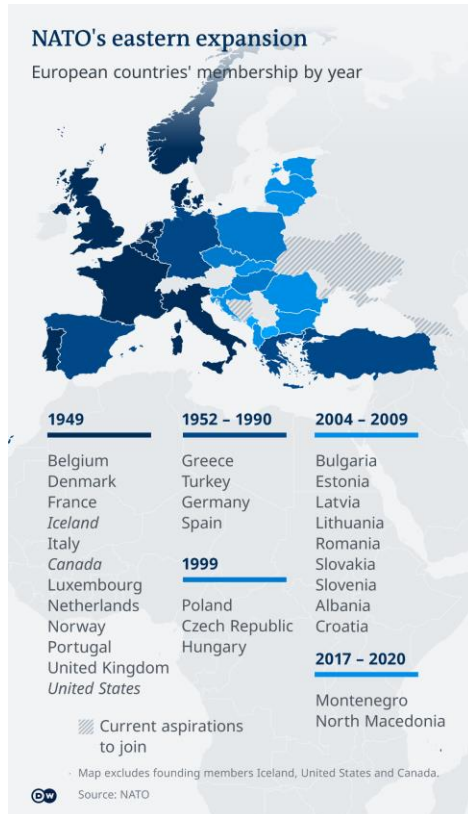 NATO's eastern expansion
European countries' membership by year
1949
Belgium
Denmark
France
Iceland
Italy
Canada
Luxembourg
Netherlands
Norway
Portugal
United Kingdom
United States
1952 – 1990
Greece
Turkey
Germany
Spain
1999
Poland
Czech Republic
Hungary
2004 – 2009
Bulgaria
Estonia
Latvia
Lithuania
Romania
Slovakia
Slovenia
Albania
Croatia
2017 – 2020
Montenegro
North Macedonia
Current aspirations
to join
Map excludes founding members Iceland, United States and Canada.
DW
Source: NATO